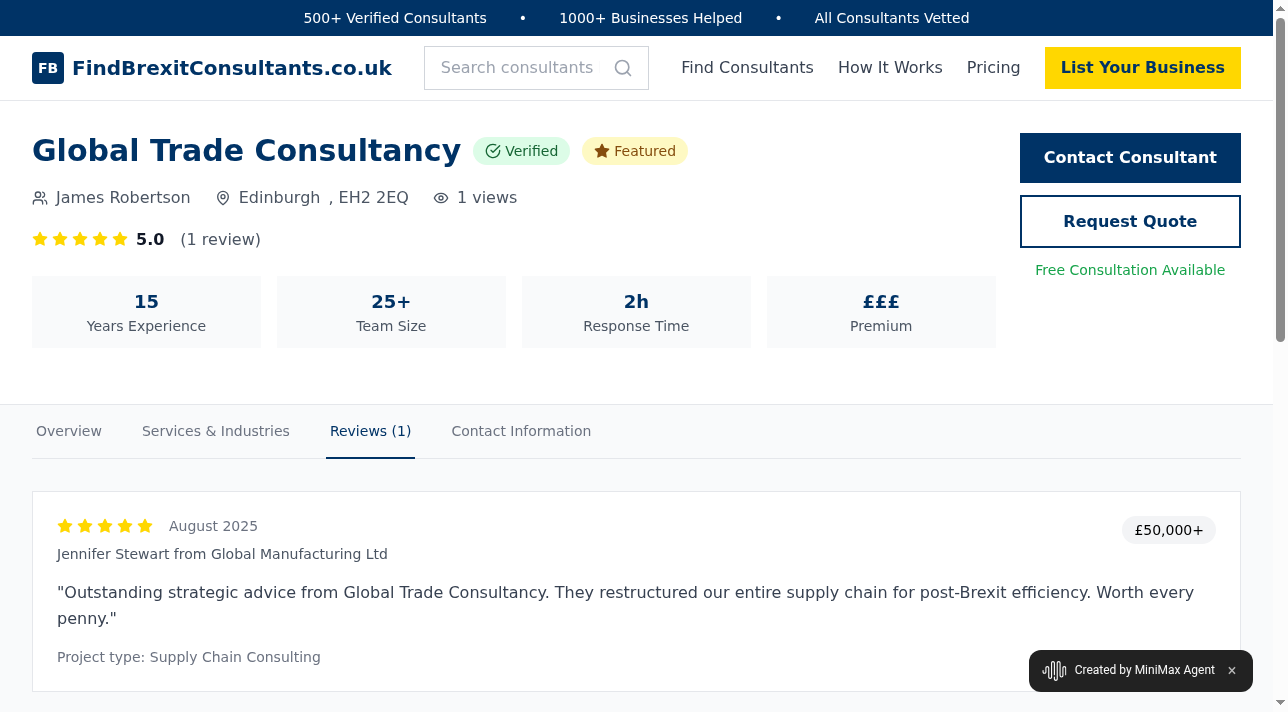 500+ Verified Consultants • 1000+ Businesses Helped • All Consultants Vetted
FB FindBrexitConsultants.co.uk Search consultants Find Consultants How It Works Pricing List Your Business
Global Trade Consultancy Verified Featured
James Robertson Edinburgh , EH2 2EQ 1 views
5.0 (1 review)
Contact Consultant
Request Quote
Free Consultation Available
15 25+ 2h £££
Years Experience Team Size Response Time Premium
Overview Services & Industries Reviews (1) Contact Information
August 2025 £50,000+
Jennifer Stewart from Global Manufacturing Ltd
"Outstanding strategic advice from Global Trade Consultancy. They restructured our entire supply chain for post-Brexit efficiency. Worth every
penny."
Project type: Supply Chain Consulting
Created by MiniMax Agent ×